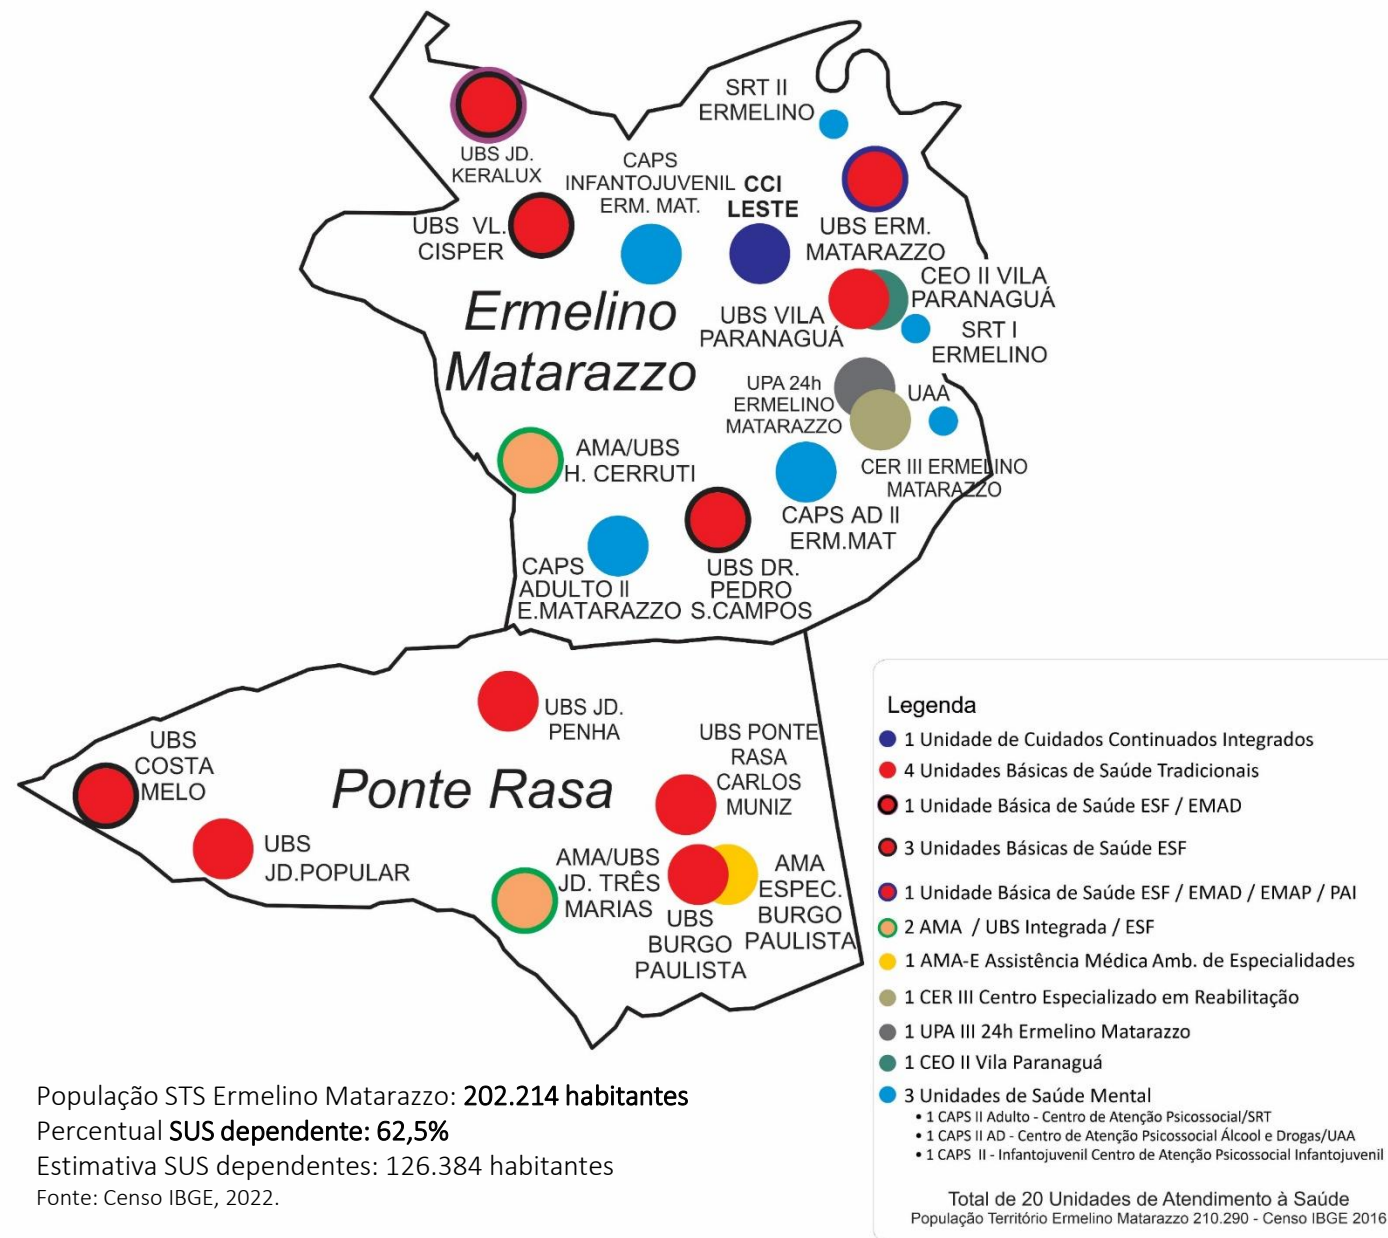 SRT II
ERMELINO
UBS JD.
KERALUX
CAPS
INFANTOJUVENIL
ERM. MAT.
CCI
LESTE
UBS VL.
CISPER
UBS ERM.
MATARAZZO
CEO II VILA
PARANAGUÁ
UBS VILA
PARANAGUÁ
SRT I
ERMELINO
Ermelino
Matarazzo
UPA 24h
ERMELINO
MATARAZZO
UAA
CER III ERMELINO
MATARAZZO
AMA/UBS
H. CERRUTI
CAPS AD II
ERM.MAT
CAPS
ADULTO II
E.MATARAZZO
UBS DR.
PEDRO
S.CAMPOS
UBS JD.
PENHA
UBS PONTE
RASA
CARLOS
MUNIZ
UBS
COSTA
MELO
Ponte Rasa
UBS
JD.POPULAR
AMA/UBS
JD. TRÊS
MARIAS
UBS
BURGO
PAULISTA
AMA
ESPEC.
BURGO
PAULISTA
Legenda
1 Unidade de Cuidados Continuados Integrados
4 Unidades Básicas de Saúde Tradicionais
1 Unidade Básica de Saúde ESF / EMAD
3 Unidades Básicas de Saúde ESF
1 Unidade Básica de Saúde ESF / EMAD / EMAP / PAI
2 AMA / UBS Integrada / ESF
1 AMA-E Assistência Médica Amb. de Especialidades
1 CER III Centro Especializado em Reabilitação
1 UPA III 24h Ermelino Matarazzo
1 CEO II Vila Paranaguá
3 Unidades de Saúde Mental
• 1 CAPS II Adulto - Centro de Atenção Psicossocial/SRT
• 1 CAPS II AD - Centro de Atenção Psicossocial Álcool e Drogas/UAA
• 1 CAPS II - Infantojuvenil Centro de Atenção Psicossocial Infantojuvenil
Total de 20 Unidades de Atendimento à Saúde
População Território Ermelino Matarazzo 210.290 - Censo IBGE 2016
População STS Ermelino Matarazzo: 202.214 habitantes
Percentual SUS dependente: 62,5%
Estimativa SUS dependentes: 126.384 habitantes
Fonte: Censo IBGE, 2022.